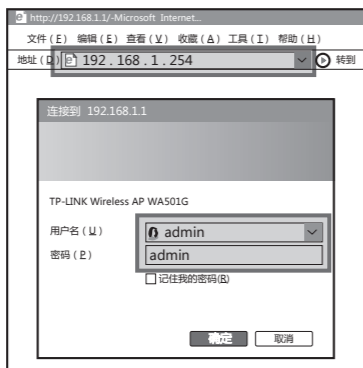 http://192.168.1.1/-Microsoft Internet...
文件(F) 编辑(E) 查看(V) 收藏(A) 工具(T) 帮助(H)
地址(D) 192.168.1.254 转到
连接到 192.168.1.1
TP-LINK Wireless AP WA501G
用户名(U) admin
密码(P) admin
记住我的密码(R)
确定 取消